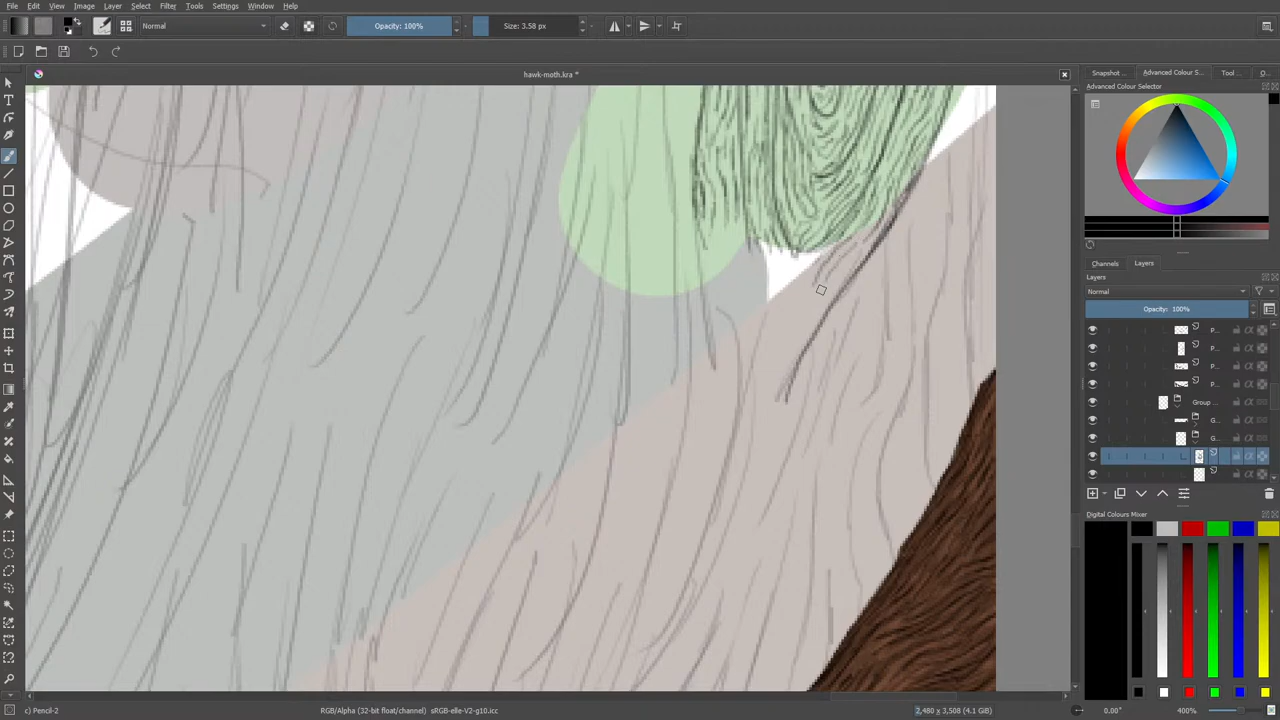 File Edit View Image Layer Select Filter Tools Settings Window Help
Normal Opacity: 100% Size: 3.58 px
hawk-moth.kra *
Snapshot ... Advanced Colour S... Tool ... O...
Advanced Colour Selector
Channels Layers
Layers
Normal
Opacity: 100%
P...
P...
P...
P...
Group ...
G...
G...
Digital Colours Mixer
c) Pencil-2 RGB/Alpha (32-bit float/channel) sRGB-elle-V2-g10.icc 2,480 x 3,508 (4.1 GiB) 0.00° 400%